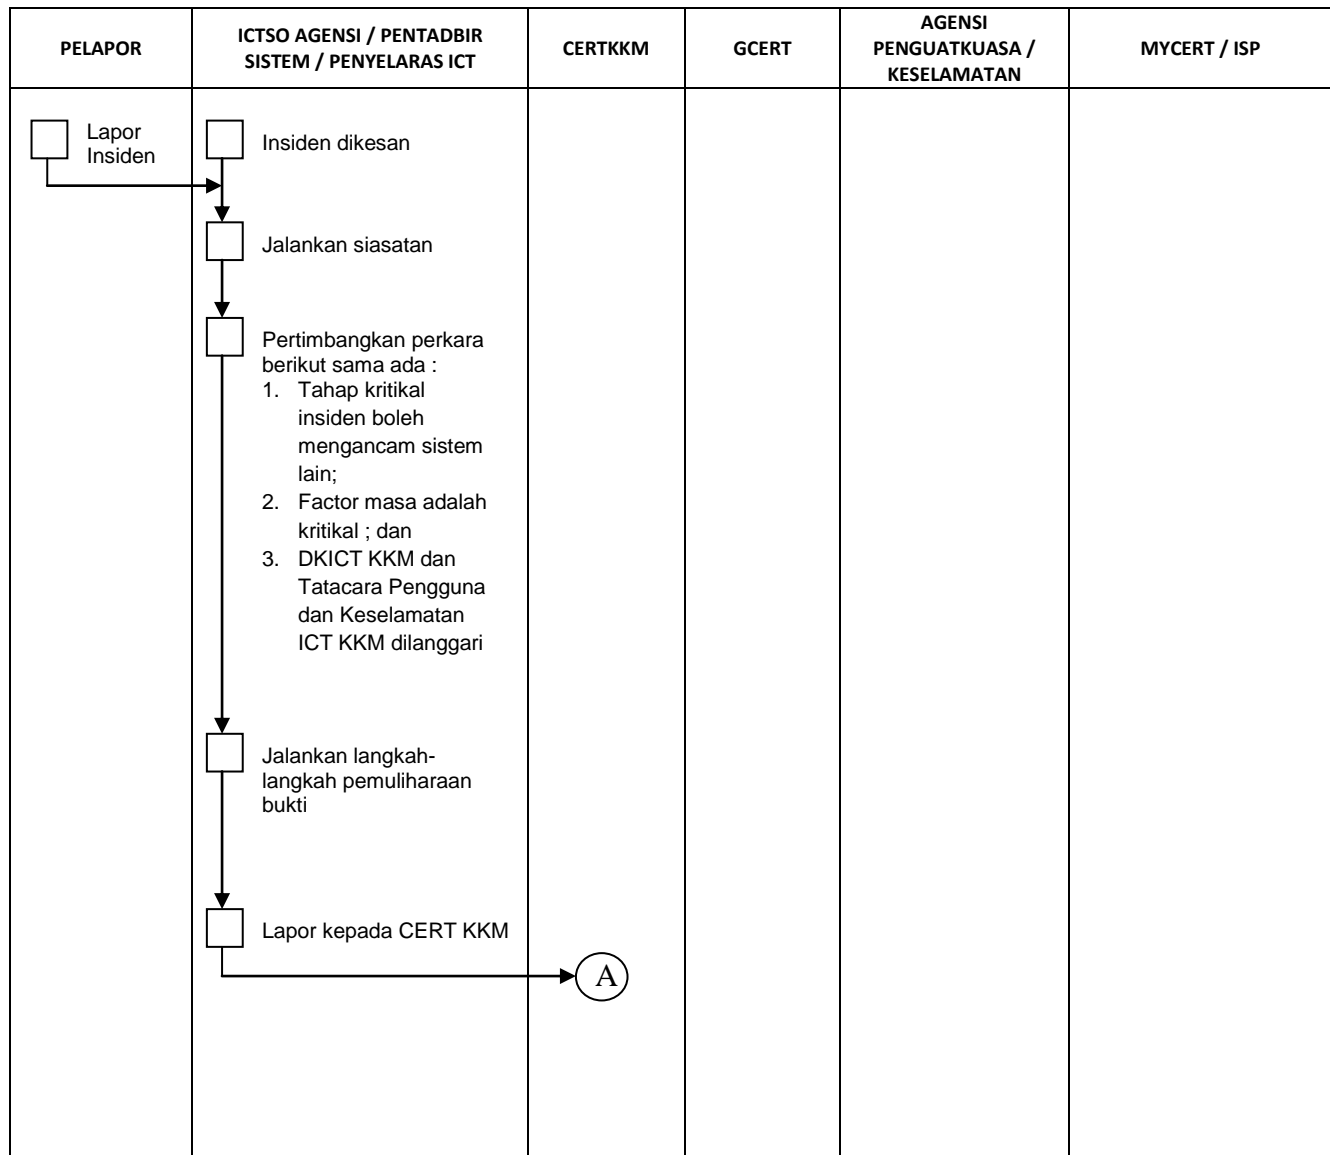 PELAPOR
ICTSO AGENSI / PENTADBIR
SISTEM / PENYELARAS ICT
CERTKKM
GCERT
AGENSI
PENGUATKUASA /
KESELAMATAN
MYCERT / ISP
Lapor
Insiden
Insiden dikesan
Jalankan siasatan
Pertimbangkan perkara
berikut sama ada :
1. Tahap kritikal
insiden boleh
mengancam sistem
lain;
2. Factor masa adalah
kritikal ; dan
3. DKICT KKM dan
Tatacara Pengguna
dan Keselamatan
ICT KKM dilanggari
Jalankan langkah-
langkah pemuliharaan
bukti
Lapor kepada CERT KKM
A